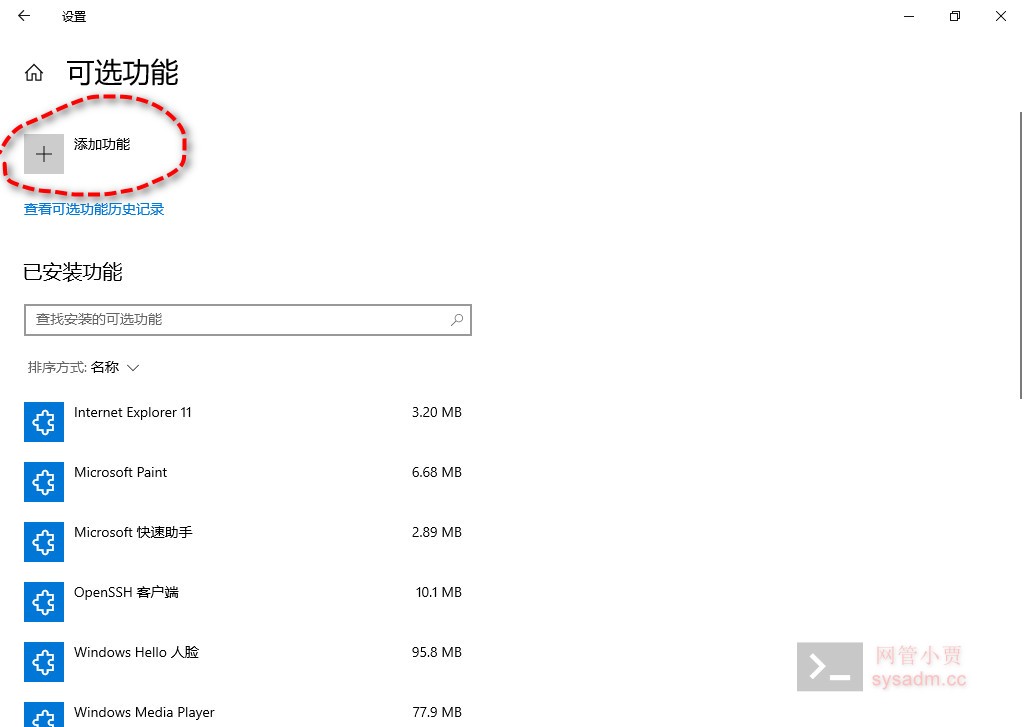 设置
可选功能
添加功能
查看可选功能历史记录
已安装功能
查找安装的可选功能
排序方式: 名称
Internet Explorer 11 3.20 MB
Microsoft Paint 6.68 MB
Microsoft 快速助手 2.89 MB
OpenSSH 客户端 10.1 MB
Windows Hello 人脸 95.8 MB
Windows Media Player 77.9 MB
网管小贾
sysadm.cc